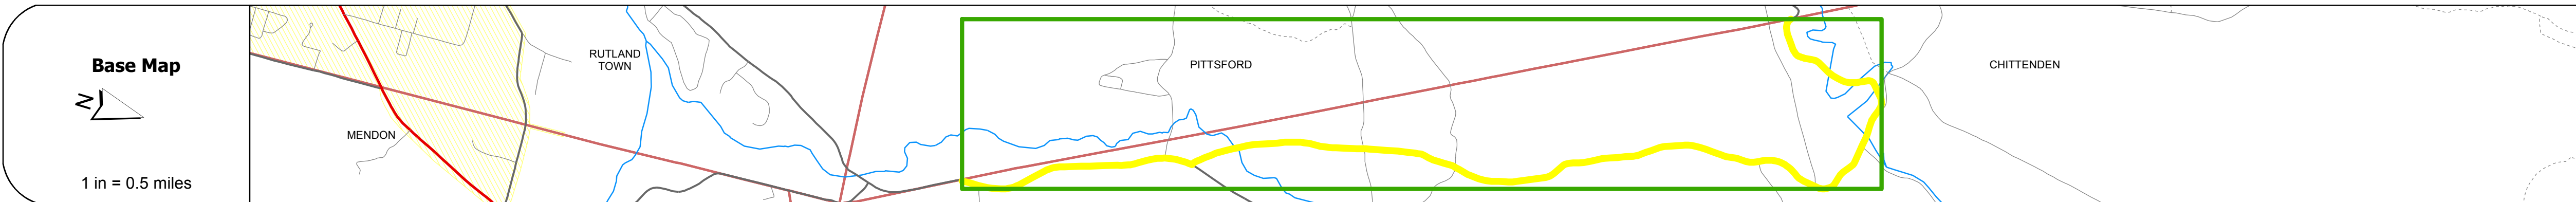 Base Map
N
1 in = 0.5 miles
MENDON
RUTLAND
TOWN
PITTSFORD
CHITTENDEN